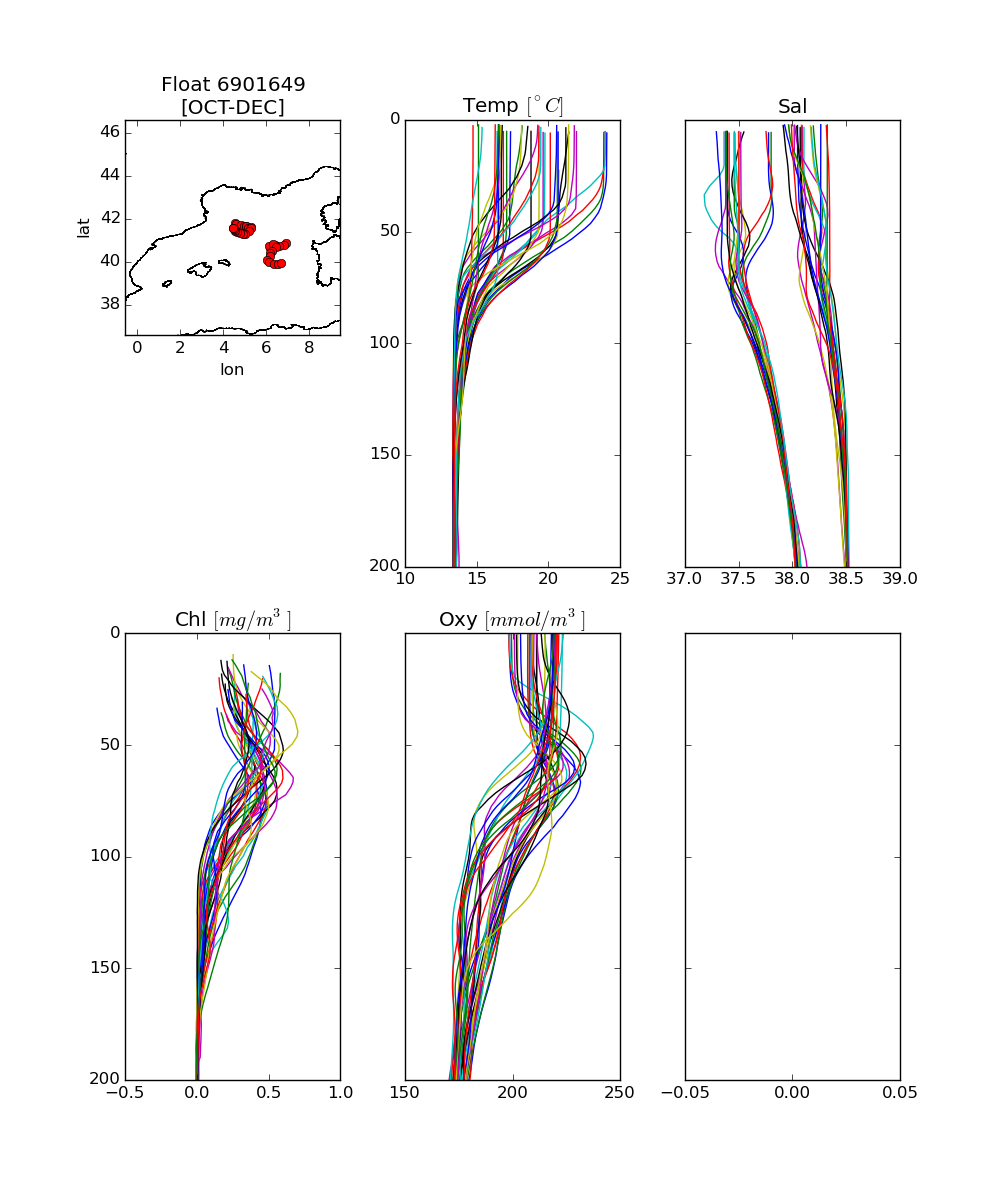 Float 6901649
[OCT-DEC]
46
44
42
40
38
lat
0 2 4 6 8
lon
Temp [°C]
0
50
100
150
200
10 15 20 25
Sal
37.0 37.5 38.0 38.5 39.0
Chl [mg/m³ ]
0
50
100
150
200
−0.5 0.0 0.5 1.0
Oxy [mmol/m³ ]
150 200 250
−0.05 0.00 0.05